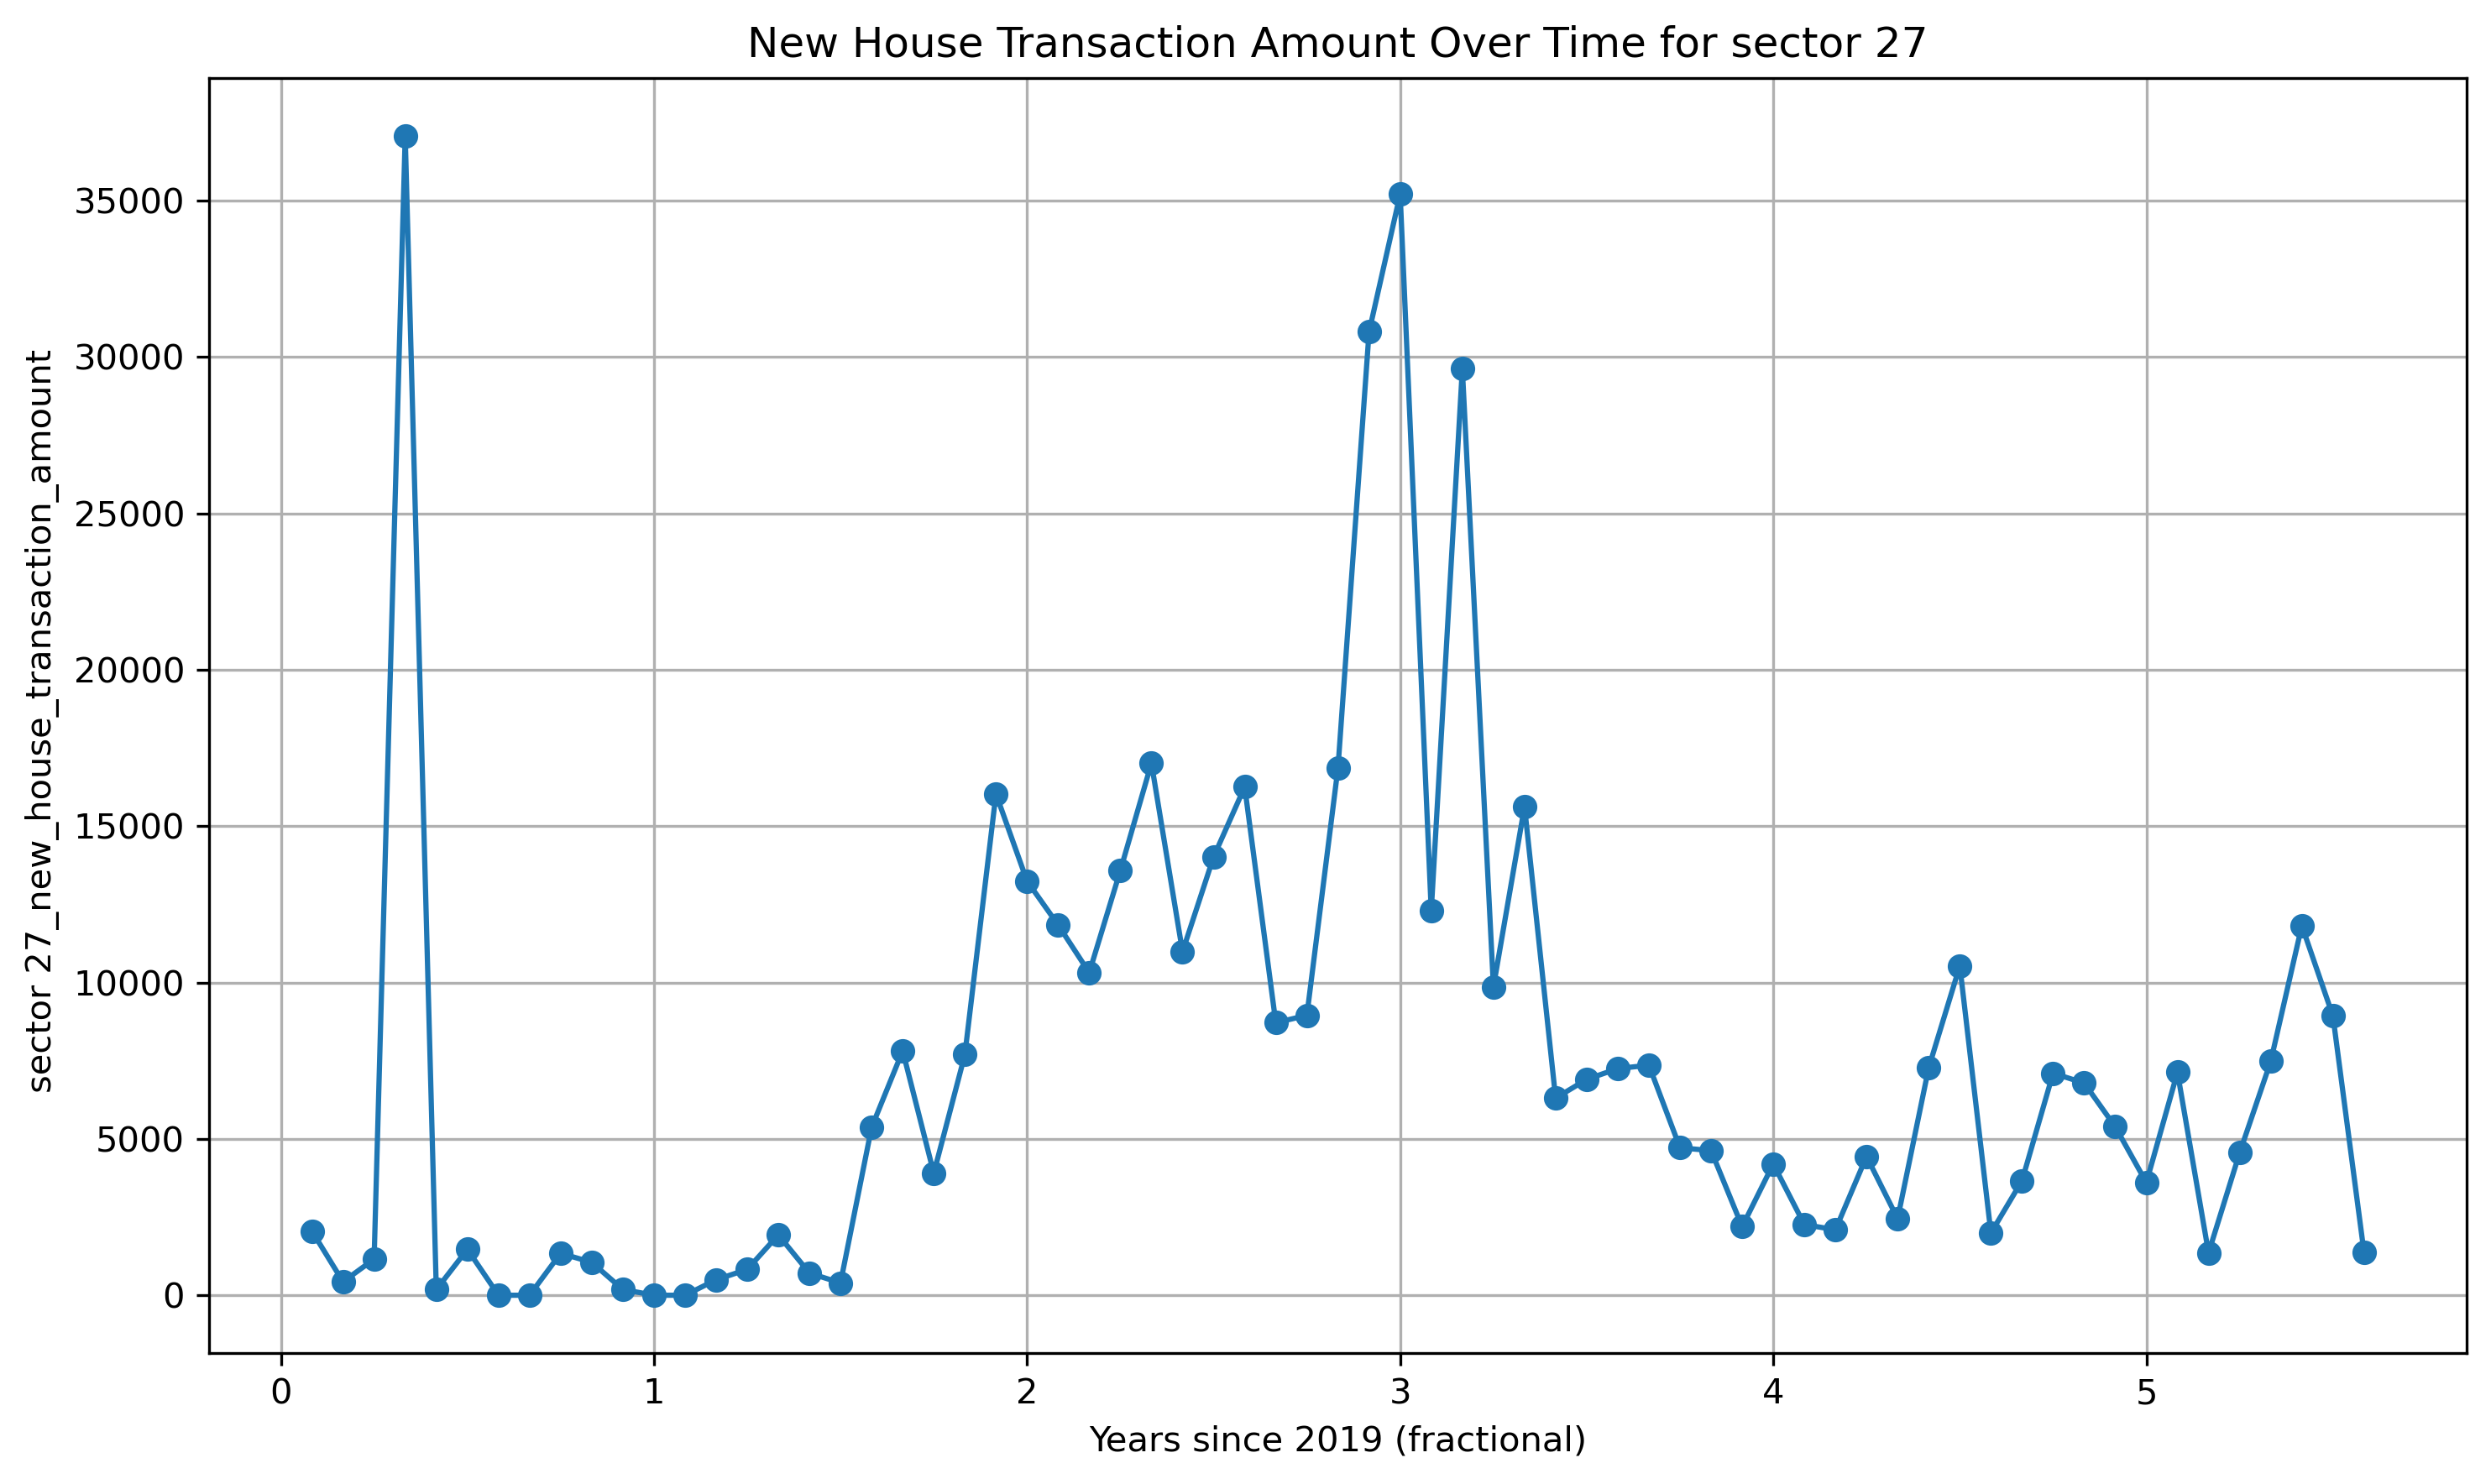 New House Transaction Amount Over Time for sector 27
sector 27_new_house_transaction_amount
35000
30000
25000
20000
15000
10000
5000
0
0 1 2 3 4 5
Years since 2019 (fractional)